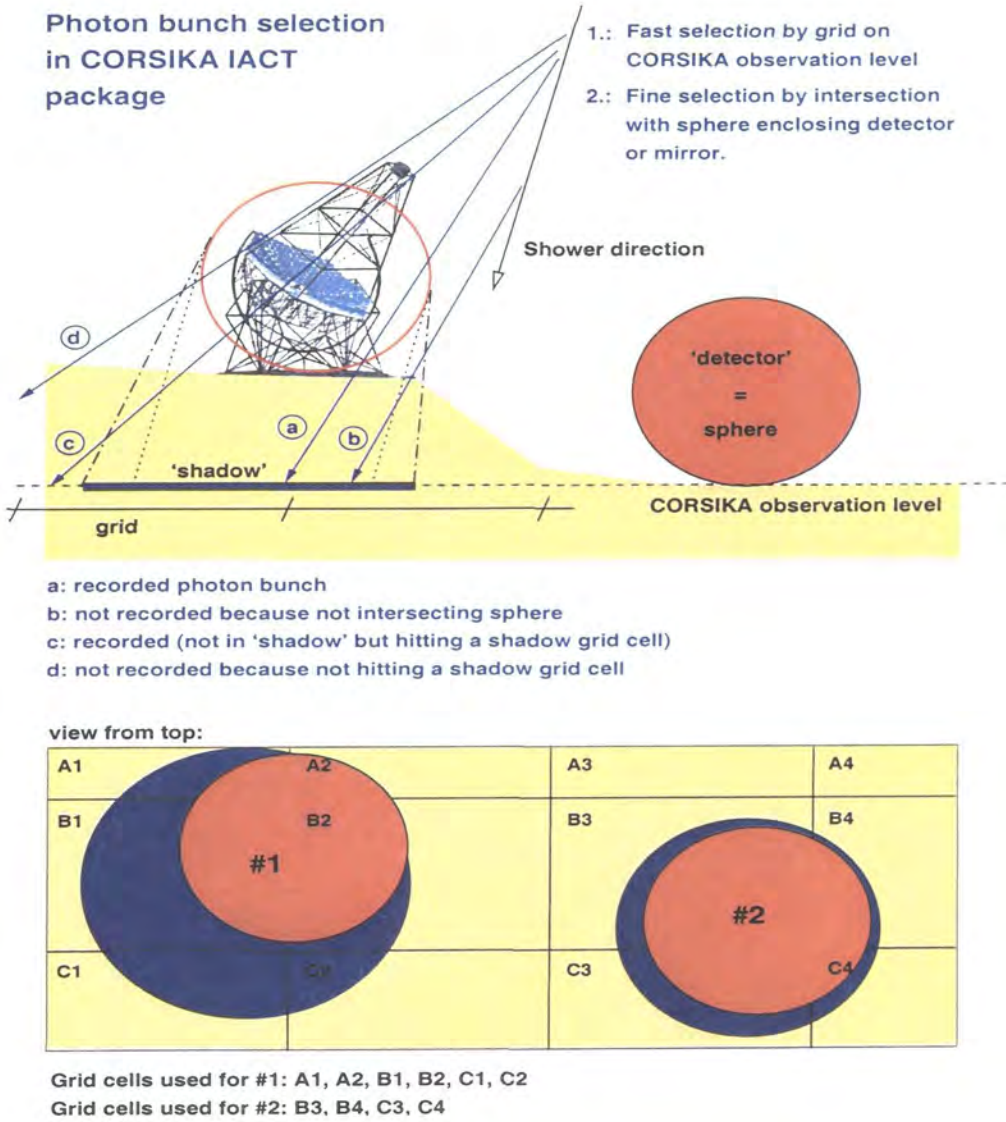 Photon bunch selection
in CORSIKA IACT
package
1.: Fast selection by grid on
CORSIKA observation level
2.: Fine selection by intersection
with sphere enclosing detector
or mirror.
Shower direction
d
'detector'
=
sphere
c
a
b
'shadow'
grid
CORSIKA observation level
a: recorded photon bunch
b: not recorded because not intersecting sphere
c: recorded (not in 'shadow' but hitting a shadow grid cell)
d: not recorded because not hitting a shadow grid cell
view from top:
A1
A2
A3
A4
B1
B2
B3
B4
#1
#2
C1
C2
C3
C4
Grid cells used for #1: A1, A2, B1, B2, C1, C2
Grid cells used for #2: B3, B4, C3, C4